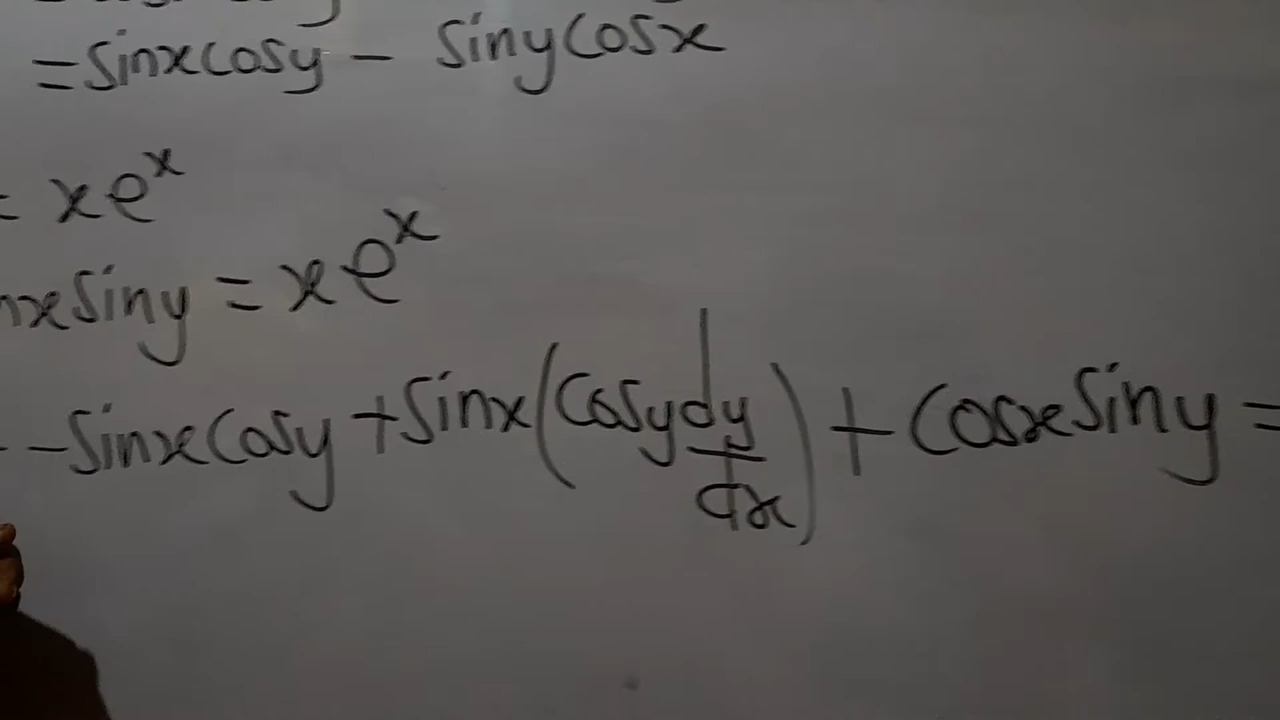 = sinxcosy - sinycosx
= xe^x
sinxsiny = xe^x
- sinxcosy + sinx(cosy dy/dx) + cosxsiny =